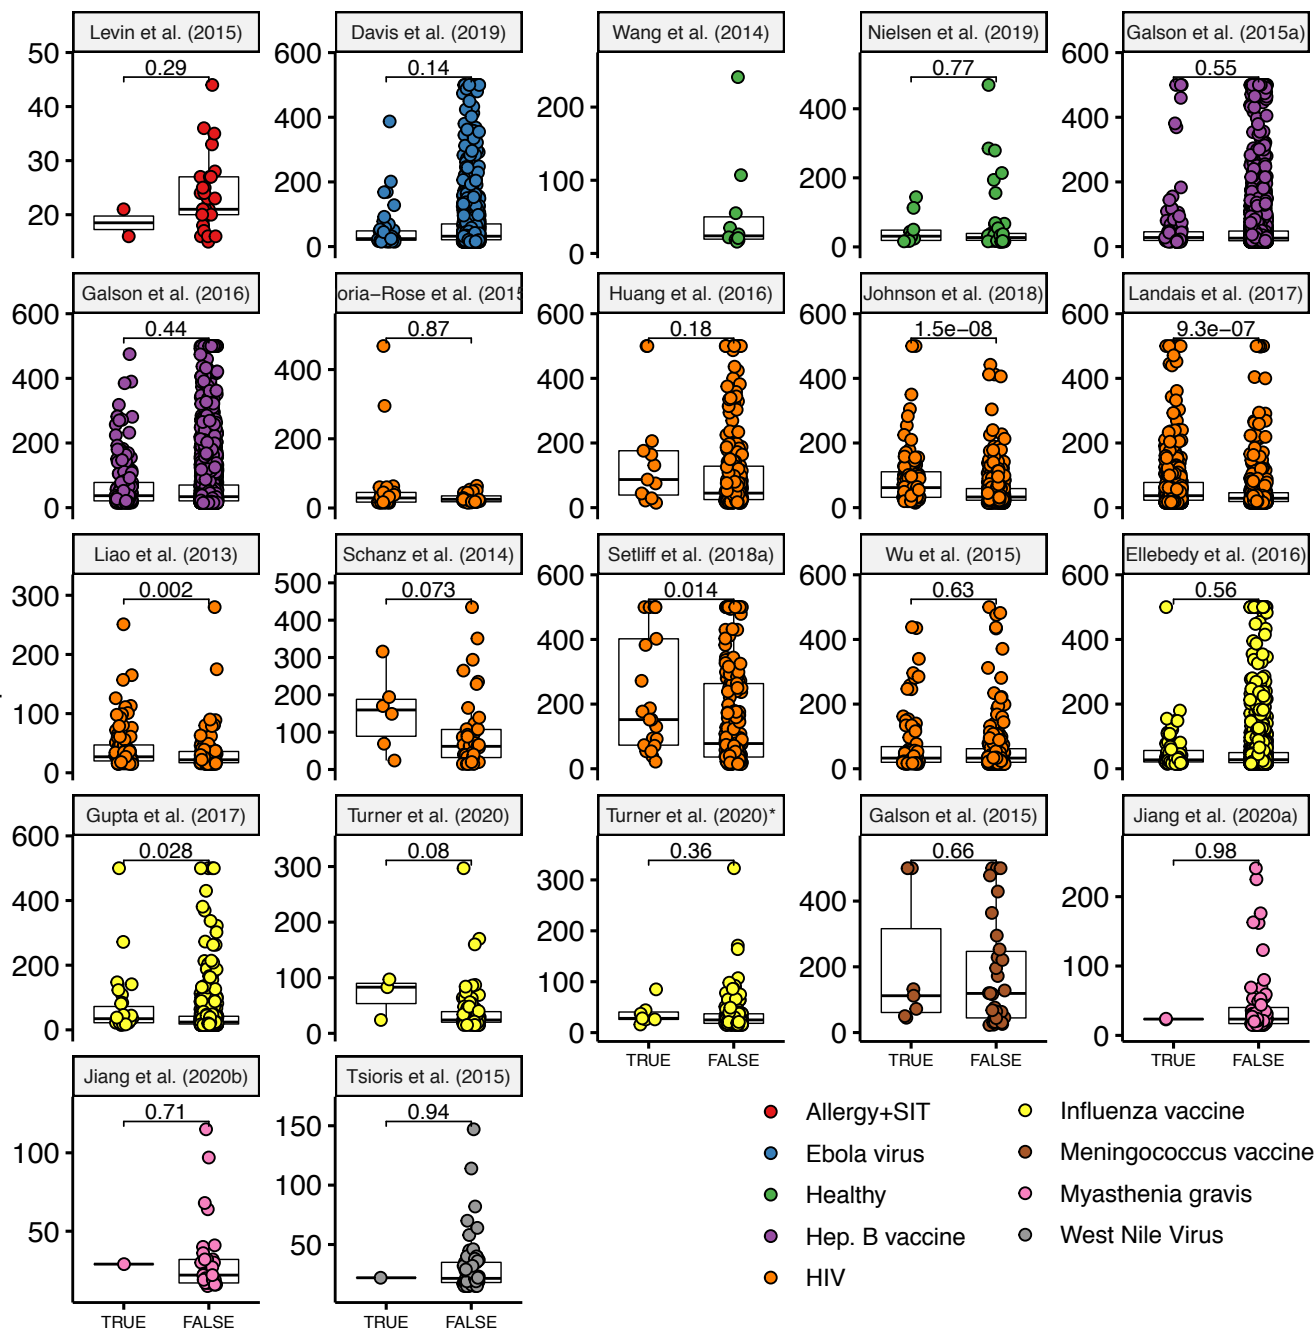 Levin et al. (2015)
Davis et al. (2019)
Wang et al. (2014)
Nielsen et al. (2019)
Galson et al. (2015a)
50
40
30
20
0.29
600
400
200
0
0.14
200
100
0
400
200
0
0.77
600
400
200
0
0.55
Galson et al. (2016)
oria−Rose et al. (2015
Huang et al. (2016)
Johnson et al. (2018)
Landais et al. (2017)
600
400
200
0
0.44
400
200
0
0.87
600
400
200
0
0.18
600
400
200
0
1.5e−08
600
400
200
0
9.3e−07
Liao et al. (2013)
Schanz et al. (2014)
Setliff et al. (2018a)
Wu et al. (2015)
Ellebedy et al. (2016)
300
200
100
0
0.002
500
400
300
200
100
0
0.073
600
400
200
0
0.014
600
400
200
0
0.63
600
400
200
0
0.56
Gupta et al. (2017)
Turner et al. (2020)
Turner et al. (2020)*
Galson et al. (2015)
Jiang et al. (2020a)
600
400
200
0
0.028
300
200
100
0
0.08
300
200
100
0
0.36
400
200
0
0.66
200
100
0
0.98
TRUE FALSE
TRUE FALSE
TRUE FALSE
Jiang et al. (2020b)
Tsioris et al. (2015)
100
50
0.71
150
100
50
0.94
TRUE FALSE
TRUE FALSE
Allergy+SIT
Ebola virus
Healthy
Hep. B vaccine
HIV
Influenza vaccine
Meningococcus vaccine
Myasthenia gravis
West Nile Virus